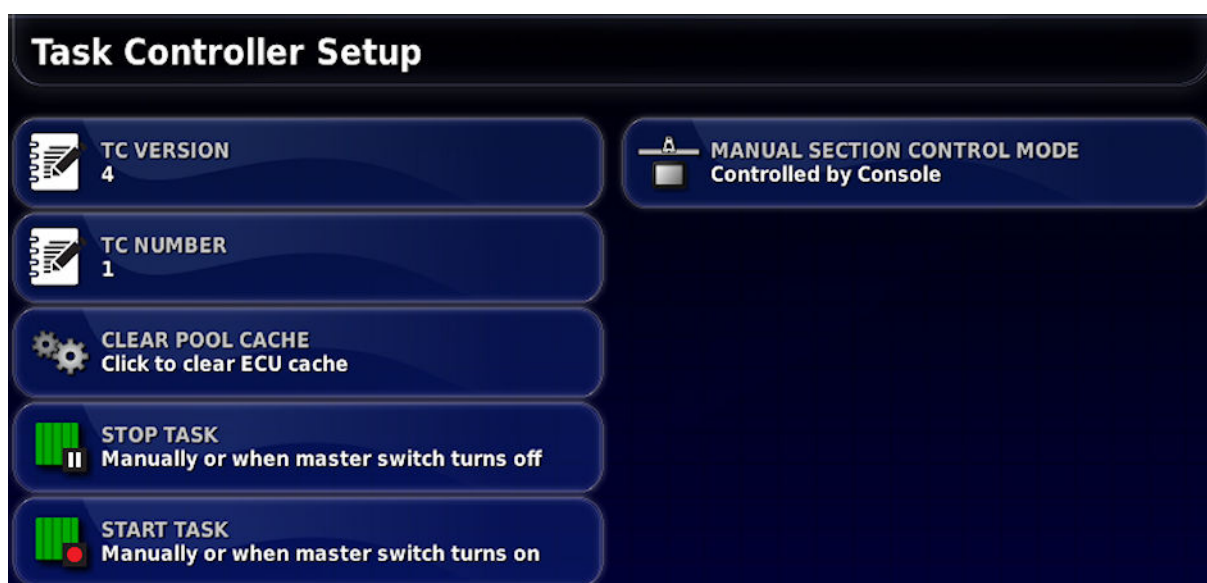 Task Controller Setup
TC VERSION
4
TC NUMBER
1
CLEAR POOL CACHE
Click to clear ECU cache
STOP TASK
Manually or when master switch turns off
START TASK
Manually or when master switch turns on
MANUAL SECTION CONTROL MODE
Controlled by Console